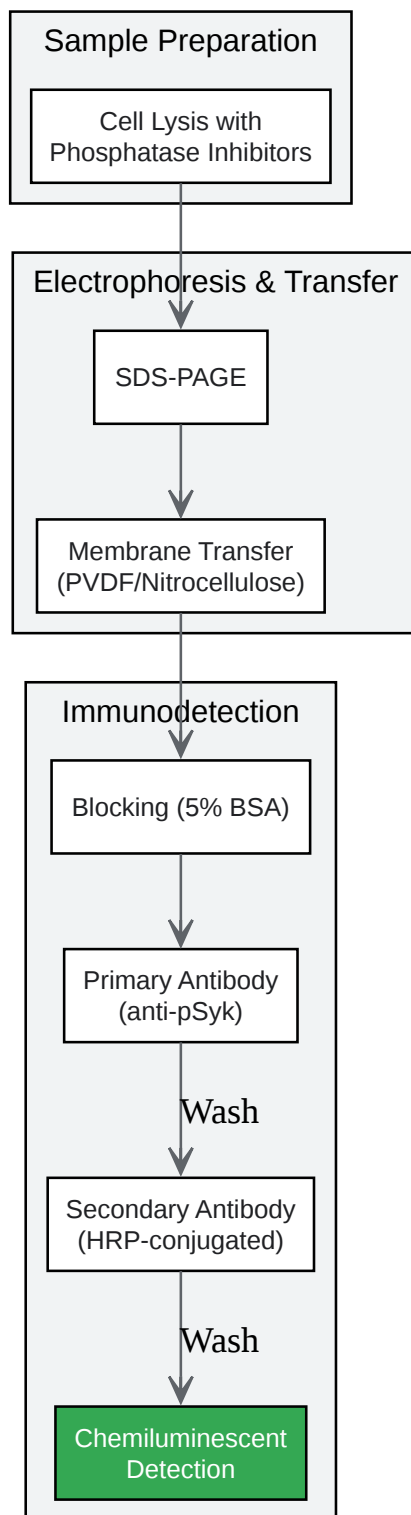 Sample Preparation
Cell Lysis with
Phosphatase Inhibitors
Electrophoresis & Transfer
SDS-PAGE
Membrane Transfer
(PVDF/Nitrocellulose)
Immunodetection
Blocking (5% BSA)
Primary Antibody
(anti-pSyk)
Wash
Secondary Antibody
(HRP-conjugated)
Wash
Chemiluminescent
Detection